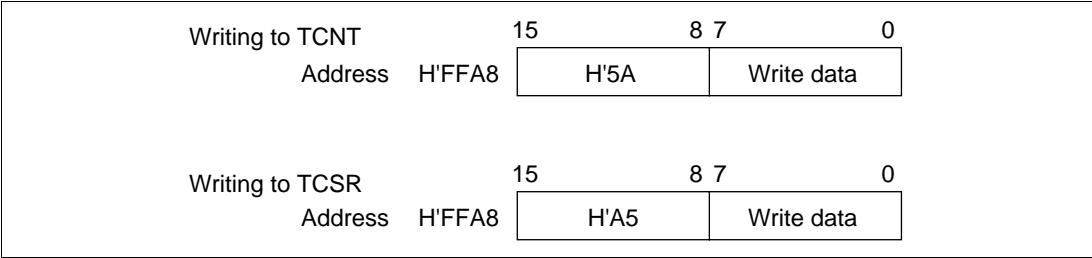 Writing to TCNT 15 8 7 0
Address H'FFA8 H'5A Write data
Writing to TCSR 15 8 7 0
Address H'FFA8 H'A5 Write data